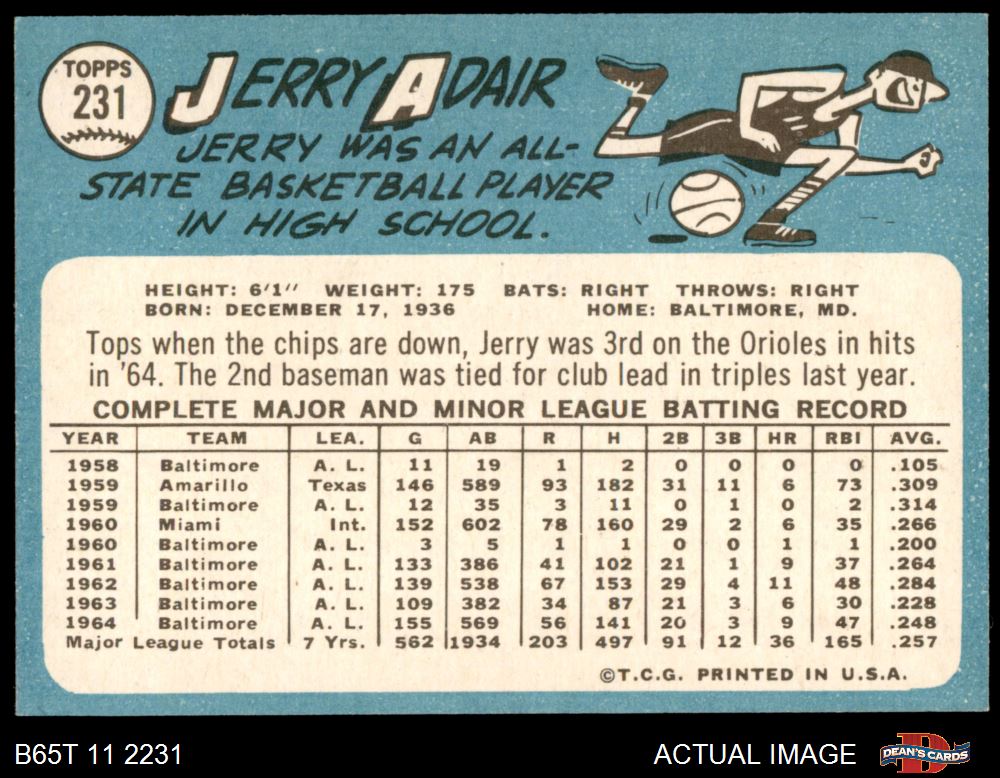 TOPPS
231
JERRY ADAIR
JERRY WAS AN ALL-
STATE BASKETBALL PLAYER
IN HIGH SCHOOL.
HEIGHT: 6'1" WEIGHT: 175 BATS: RIGHT THROWS: RIGHT
BORN: DECEMBER 17, 1936 HOME: BALTIMORE, MD.
Tops when the chips are down, Jerry was 3rd on the Orioles in hits
in '64. The 2nd baseman was tied for club lead in triples last year.
COMPLETE MAJOR AND MINOR LEAGUE BATTING RECORD
YEAR TEAM LEA. G AB R H 2B 3B HR RBI AVG.
1958 Baltimore A. L. 11 19 1 2 0 0 0 0 .105
1959 Amarillo Texas 146 589 93 182 31 11 6 73 .309
1959 Baltimore A. L. 12 35 3 11 0 1 0 2 .314
1960 Miami Int. 152 602 78 160 29 2 6 35 .266
1960 Baltimore A. L. 3 5 1 1 0 0 1 1 .200
1961 Baltimore A. L. 133 386 41 102 21 1 9 37 .264
1962 Baltimore A. L. 139 538 67 153 29 4 11 48 .284
1963 Baltimore A. L. 109 382 34 87 21 3 6 30 .228
1964 Baltimore A. L. 155 569 56 141 20 3 9 47 .248
Major League Totals 7 Yrs. 562 1934 203 497 91 12 36 165 .257
©T.C.G. PRINTED IN U.S.A.
B65T 11 2231
ACTUAL IMAGE
DEAN'S CARDS